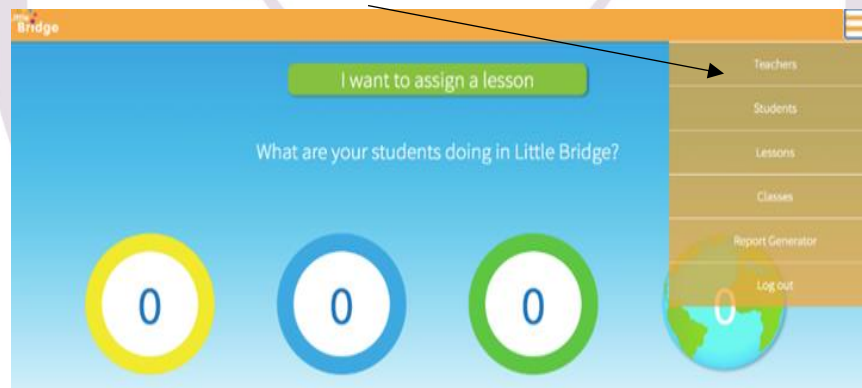 Little
Bridge
I want to assign a lesson
What are your students doing in Little Bridge?
Teachers
Students
Lessons
Classes
Report Generator
Log out
0
0
0
0